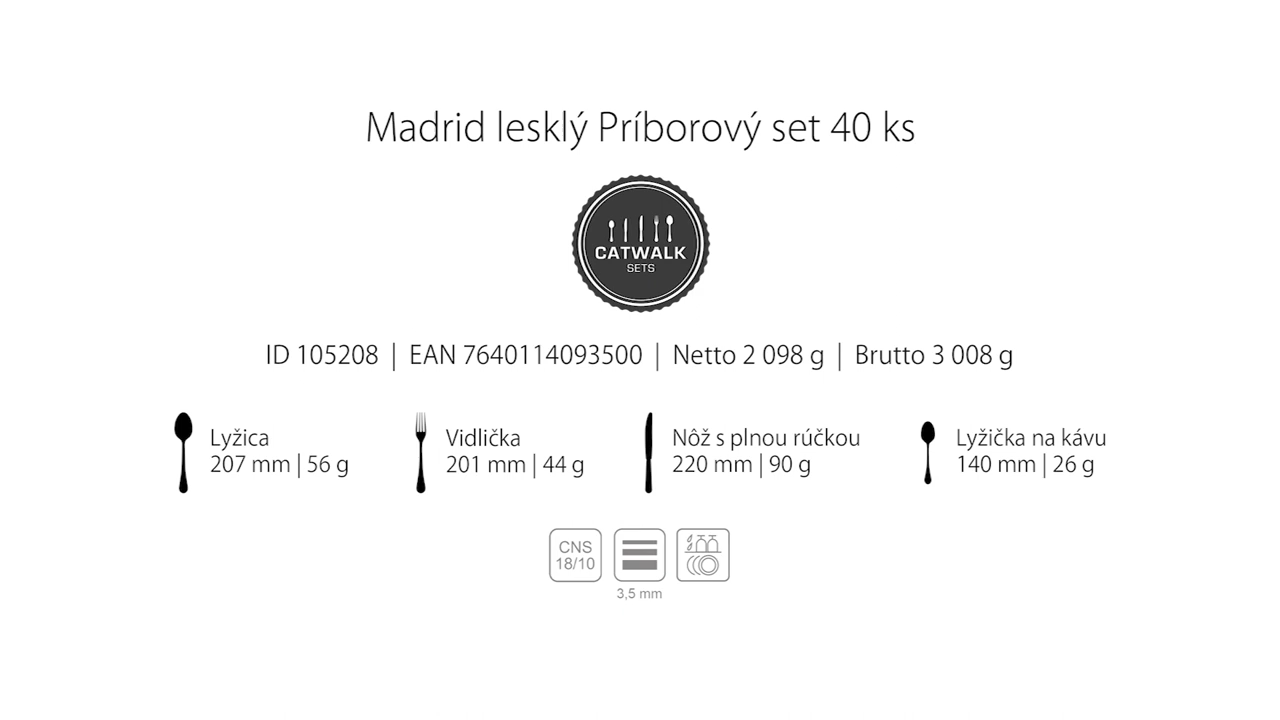 Madrid lesklý Príborový set 40 ks
CATWALK
SETS
ID 105208 | EAN 7640114093500 | Netto 2 098 g | Brutto 3 008 g
Lyžica
207 mm | 56 g
Vidlička
201 mm | 44 g
Nôž s plnou rúčkou
220 mm | 90 g
Lyžička na kávu
140 mm | 26 g
CNS
18/10
3,5 mm